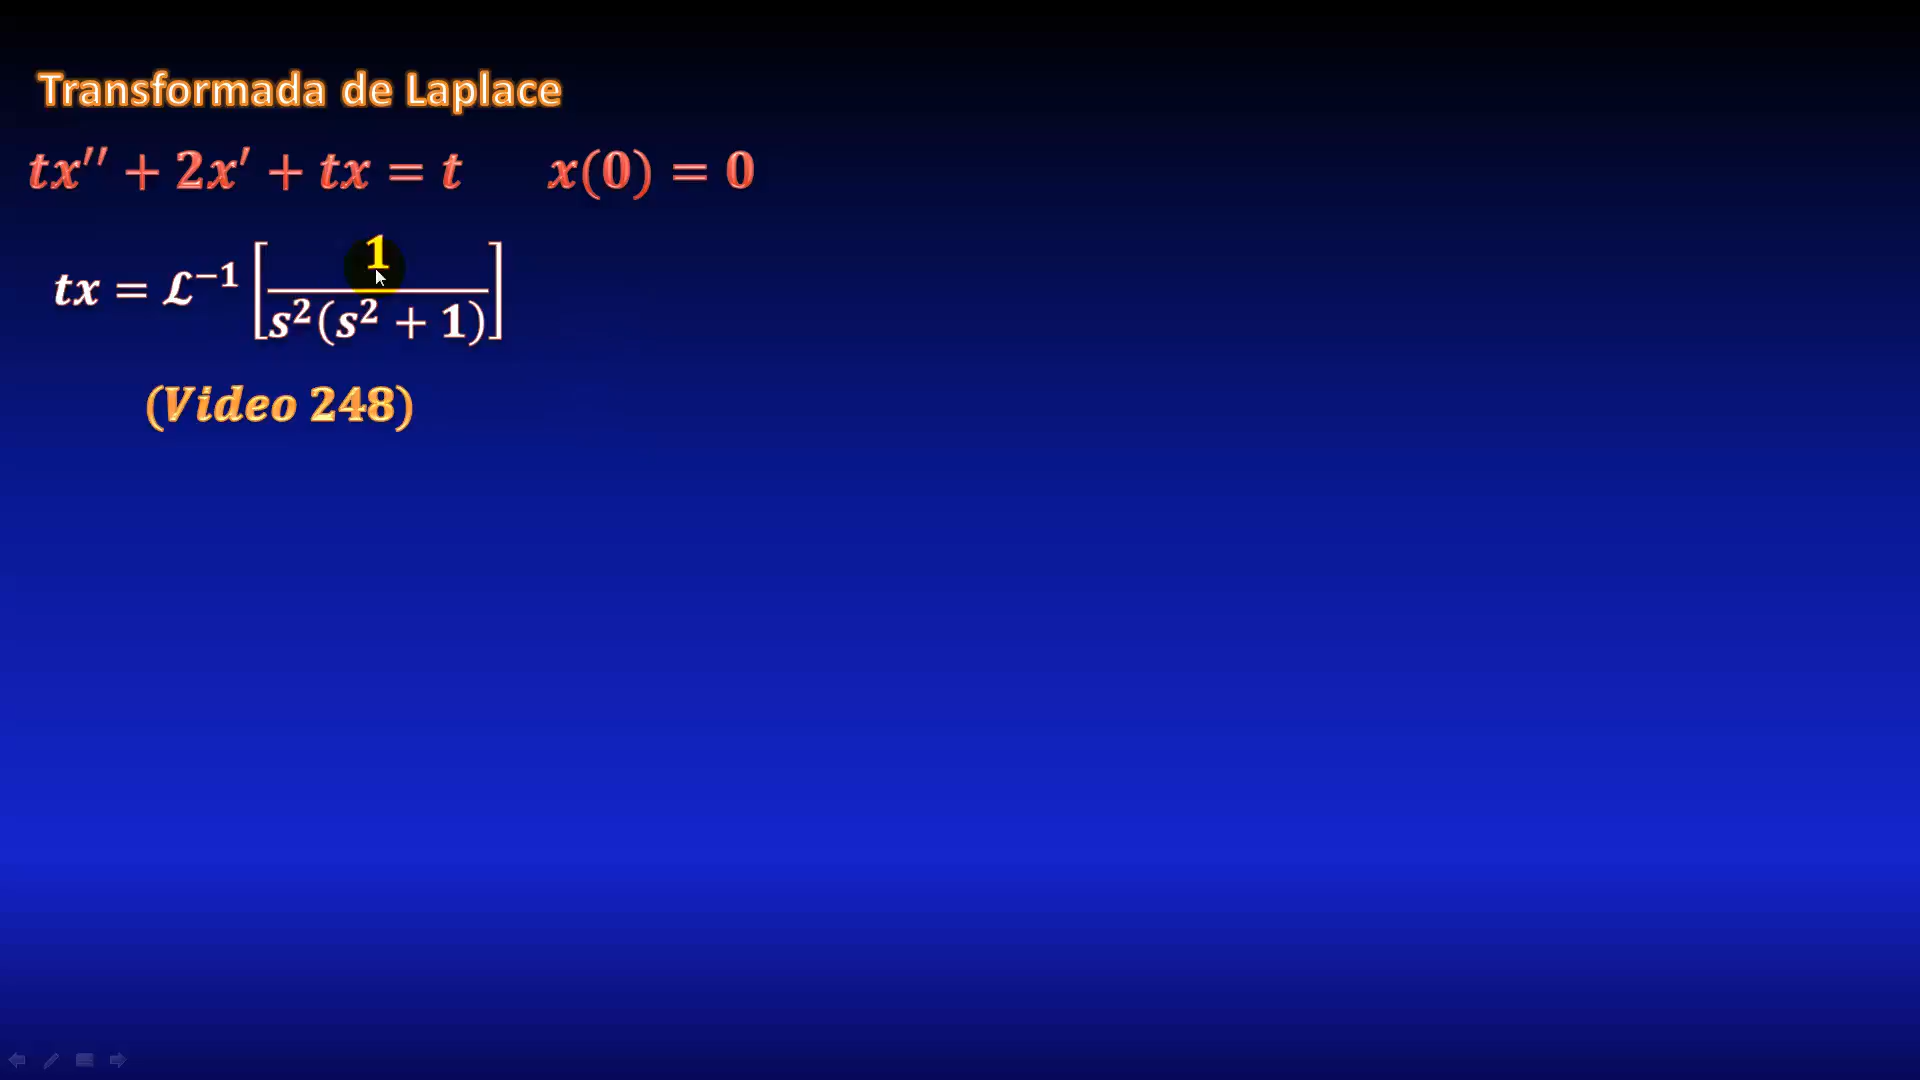 Transformada de Laplace
tx′′ + 2x′ + tx = t x(0) = 0
tx = ℒ⁻¹ [1 / s²(s² + 1)]
(Video 248)